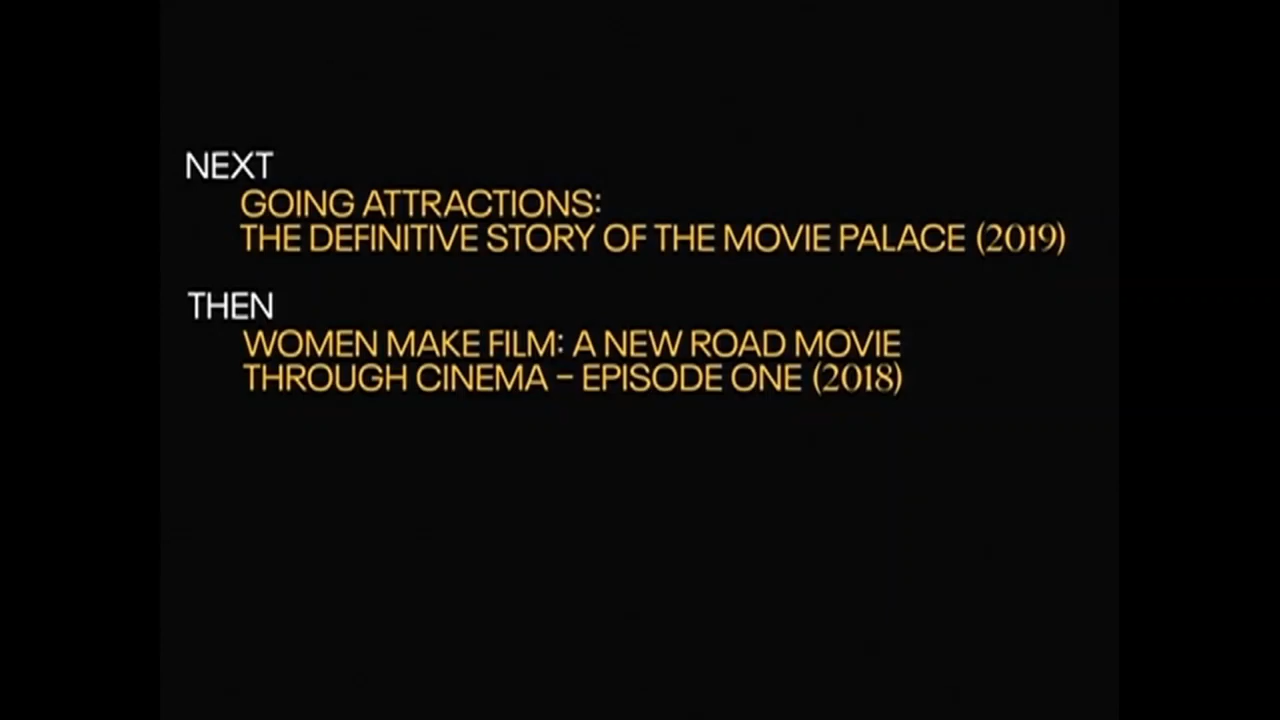 NEXT
GOING ATTRACTIONS:
THE DEFINITIVE STORY OF THE MOVIE PALACE (2019)
THEN
WOMEN MAKE FILM: A NEW ROAD MOVIE
THROUGH CINEMA – EPISODE ONE (2018)